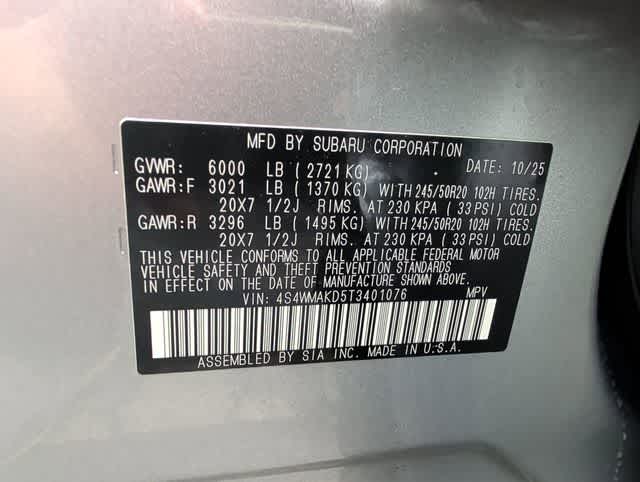 MFD BY SUBARU CORPORATION
GVWR: 6000 LB ( 2721 KG) DATE: 10/25
GAWR:F 3021 LB ( 1370 KG) WITH 245/50R20 102H TIRES.
20X7 1/2J RIMS. AT 230 KPA ( 33 PSI) COLD
GAWR:R 3296 LB ( 1495 KG) WITH 245/50R20 102H TIRES.
20X7 1/2J RIMS. AT 230 KPA ( 33 PSI) COLD
THIS VEHICLE CONFORMS TO ALL APPLICABLE FEDERAL MOTOR
VEHICLE SAFETY AND THEFT PREVENTION STANDARDS
IN EFFECT ON THE DATE OF MANUFACTURE SHOWN ABOVE.
VIN: 4S4WMAKD5T3401076 MPV
ASSEMBLED BY SIA INC. MADE IN U.S.A.